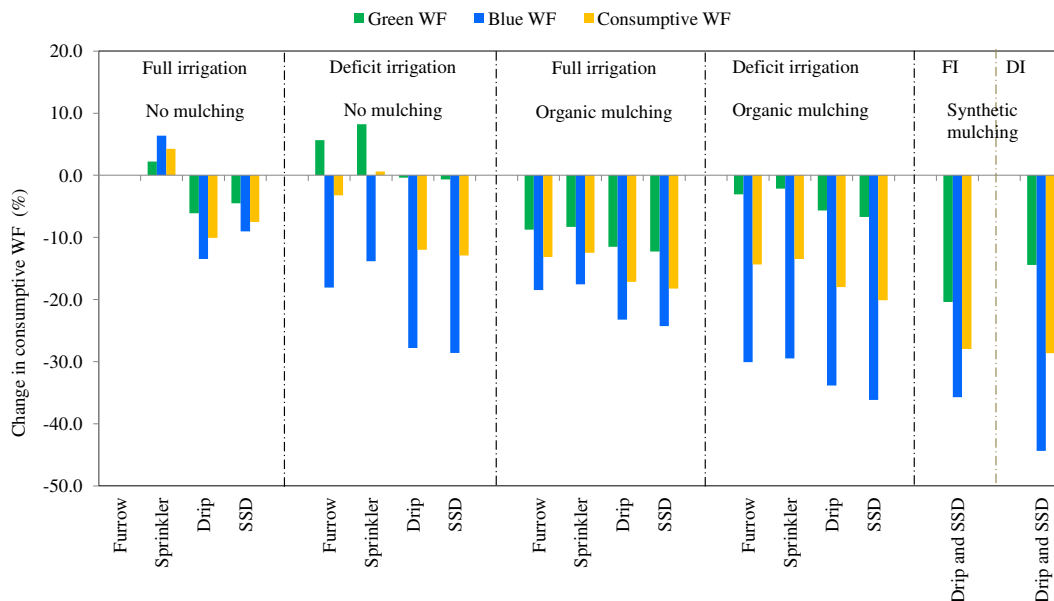 Green WF Blue WF Consumptive WF
Change in consumptive WF (%)
20.0
10.0
0.0
-10.0
-20.0
-30.0
-40.0
-50.0
Full irrigation
No mulching
Deficit irrigation
No mulching
Full irrigation
Organic mulching
Deficit irrigation
Organic mulching
FI DI
Synthetic
mulching
Furrow
Sprinkler
Drip
SSD
Furrow
Sprinkler
Drip
SSD
Furrow
Sprinkler
Drip
SSD
Furrow
Sprinkler
Drip
SSD
Drip and SSD
Drip and SSD